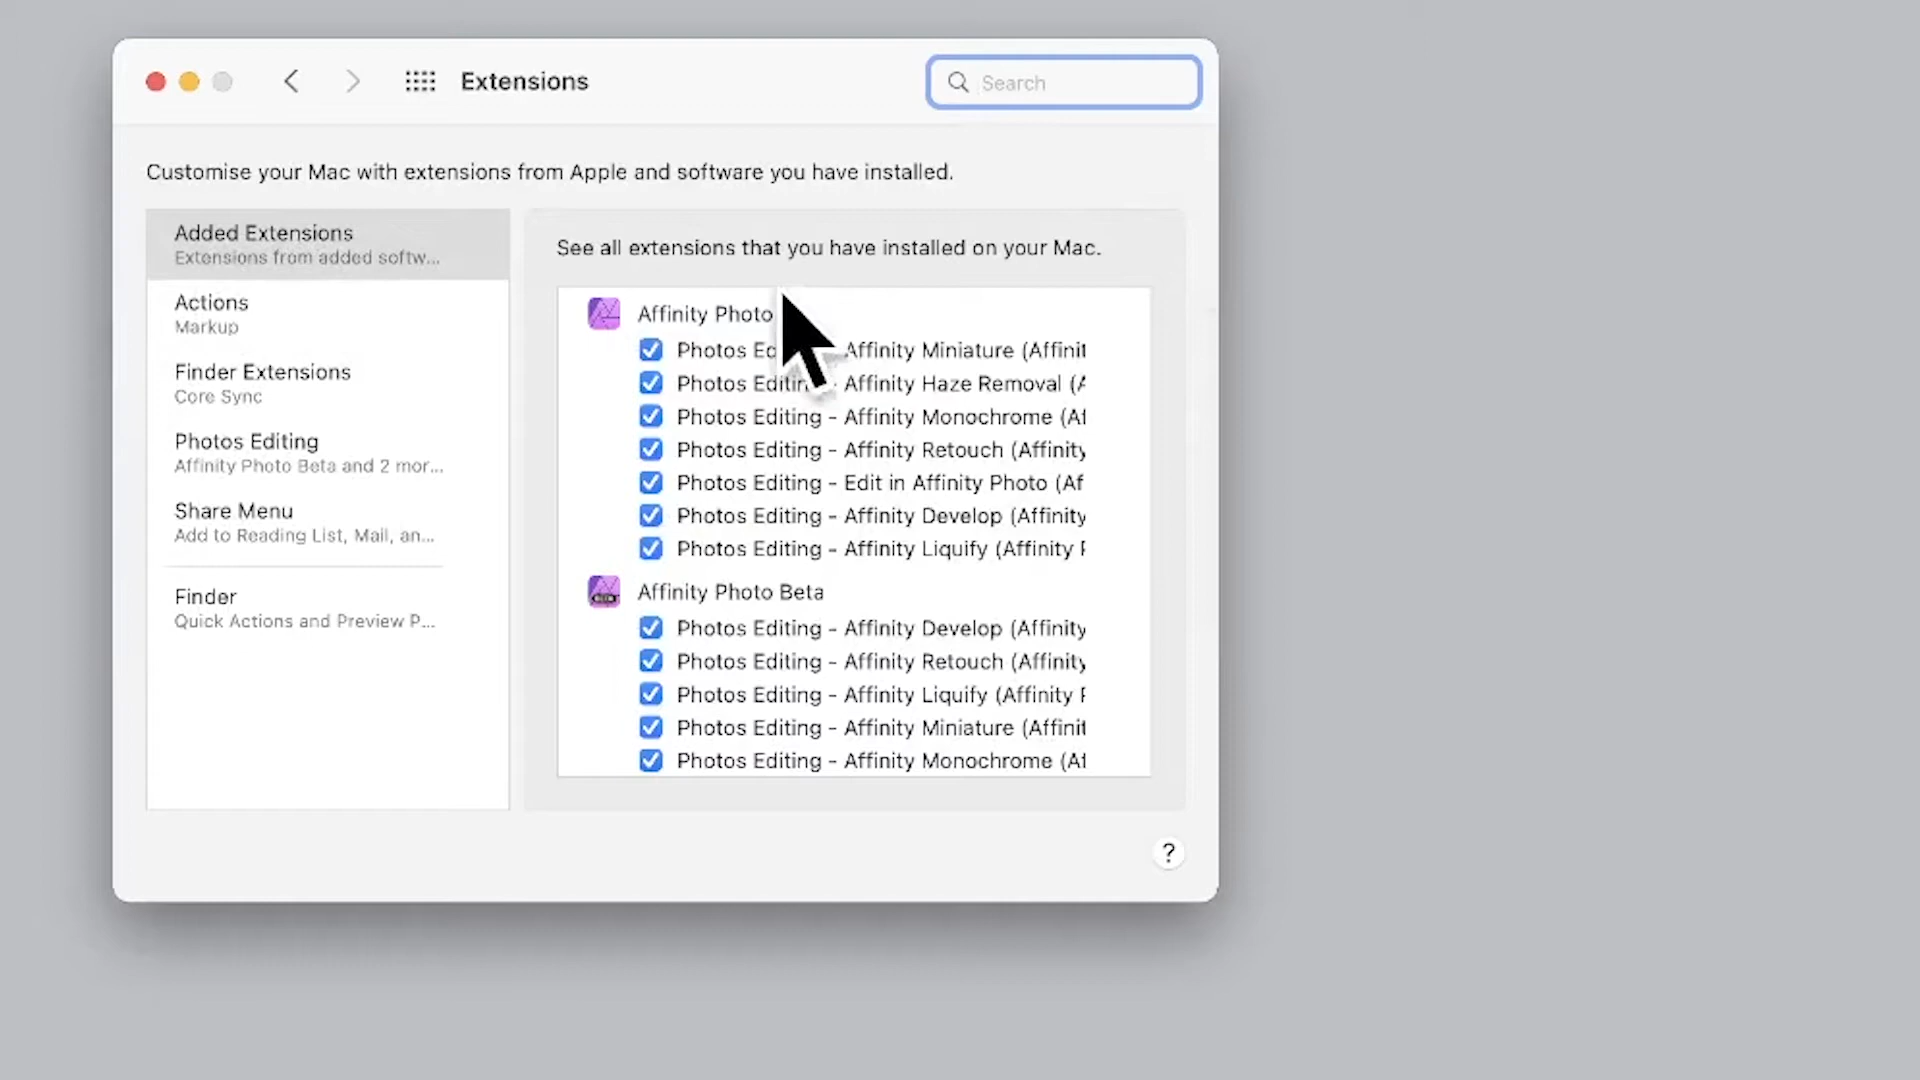 Extensions
Search
Customise your Mac with extensions from Apple and software you have installed.
Added Extensions
Extensions from added softw...
Actions
Markup
Finder Extensions
Core Sync
Photos Editing
Affinity Photo Beta and 2 mor...
Share Menu
Add to Reading List, Mail, an...
Finder
Quick Actions and Preview P...
See all extensions that you have installed on your Mac.
Affinity Photo
Photos Affinity Miniature (Affinit
Photos Affinity Haze Removal (A
Photos Editing - Affinity Monochrome (Af
Photos Editing - Affinity Retouch (Affinity
Photos Editing - Edit in Affinity Photo (Af
Photos Editing - Affinity Develop (Affinity
Photos Editing - Affinity Liquify (Affinity P
Affinity Photo Beta
Photos Editing - Affinity Develop (Affinity
Photos Editing - Affinity Retouch (Affinity
Photos Editing - Affinity Liquify (Affinity P
Photos Editing - Affinity Miniature (Affinit
Photos Editing - Affinity Monochrome (Af
?